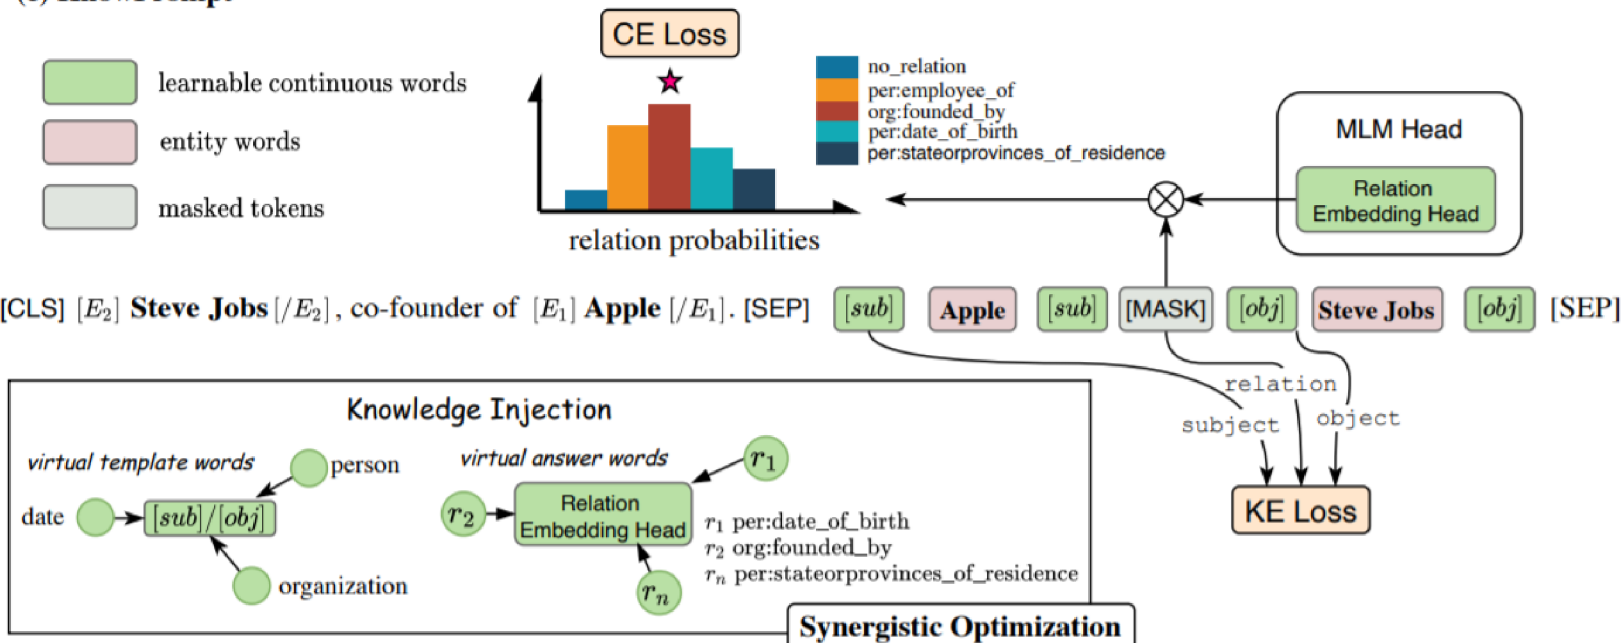 CE Loss
learnable continuous words
entity words
masked tokens
no_relation
per:employee_of
org:founded_by
per:date_of_birth
per:stateorprovinces_of_residence
relation probabilities
MLM Head
Relation
Embedding Head
[CLS] [E₂] Steve Jobs [/E₂] , co-founder of [E₁] Apple [/E₁] . [SEP] [sub] Apple [sub] [MASK] [obj] Steve Jobs [obj] [SEP]
relation
subject
object
KE Loss
Knowledge Injection
virtual template words
person
date
[sub]/[obj]
organization
virtual answer words
r₁
r₂
Relation
Embedding Head
rₙ
r₁ per:date_of_birth
r₂ org:founded_by
rₙ per:stateorprovinces_of_residence
Synergistic Optimization